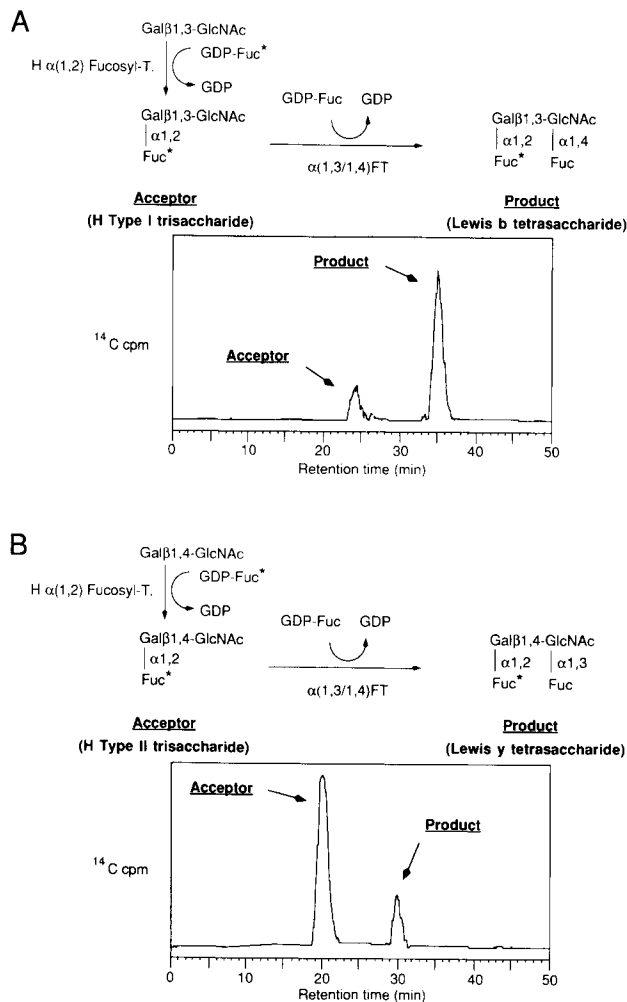 A
Galβ1,3-GlcNAc
H α(1,2) Fucosyl-T.
GDP-Fuc*
GDP
Galβ1,3-GlcNAc
α1,2
Fuc*
GDP-Fuc GDP
α(1,3/1,4)FT
Galβ1,3-GlcNAc
α1,2 α1,4
Fuc* Fuc
Acceptor
(H Type I trisaccharide)
Product
(Lewis b tetrasaccharide)
Product
Acceptor
14C cpm
0 10 20 30 40 50
Retention time (min)
B
Galβ1,4-GlcNAc
H α(1,2) Fucosyl-T.
GDP-Fuc*
GDP
Galβ1,4-GlcNAc
α1,2
Fuc*
GDP-Fuc GDP
α(1,3/1,4)FT
Galβ1,4-GlcNAc
α1,2 α1,3
Fuc* Fuc
Acceptor
(H Type II trisaccharide)
Product
(Lewis y tetrasaccharide)
Acceptor
Product
14C cpm
0 10 20 30 40 50
Retention time (min)